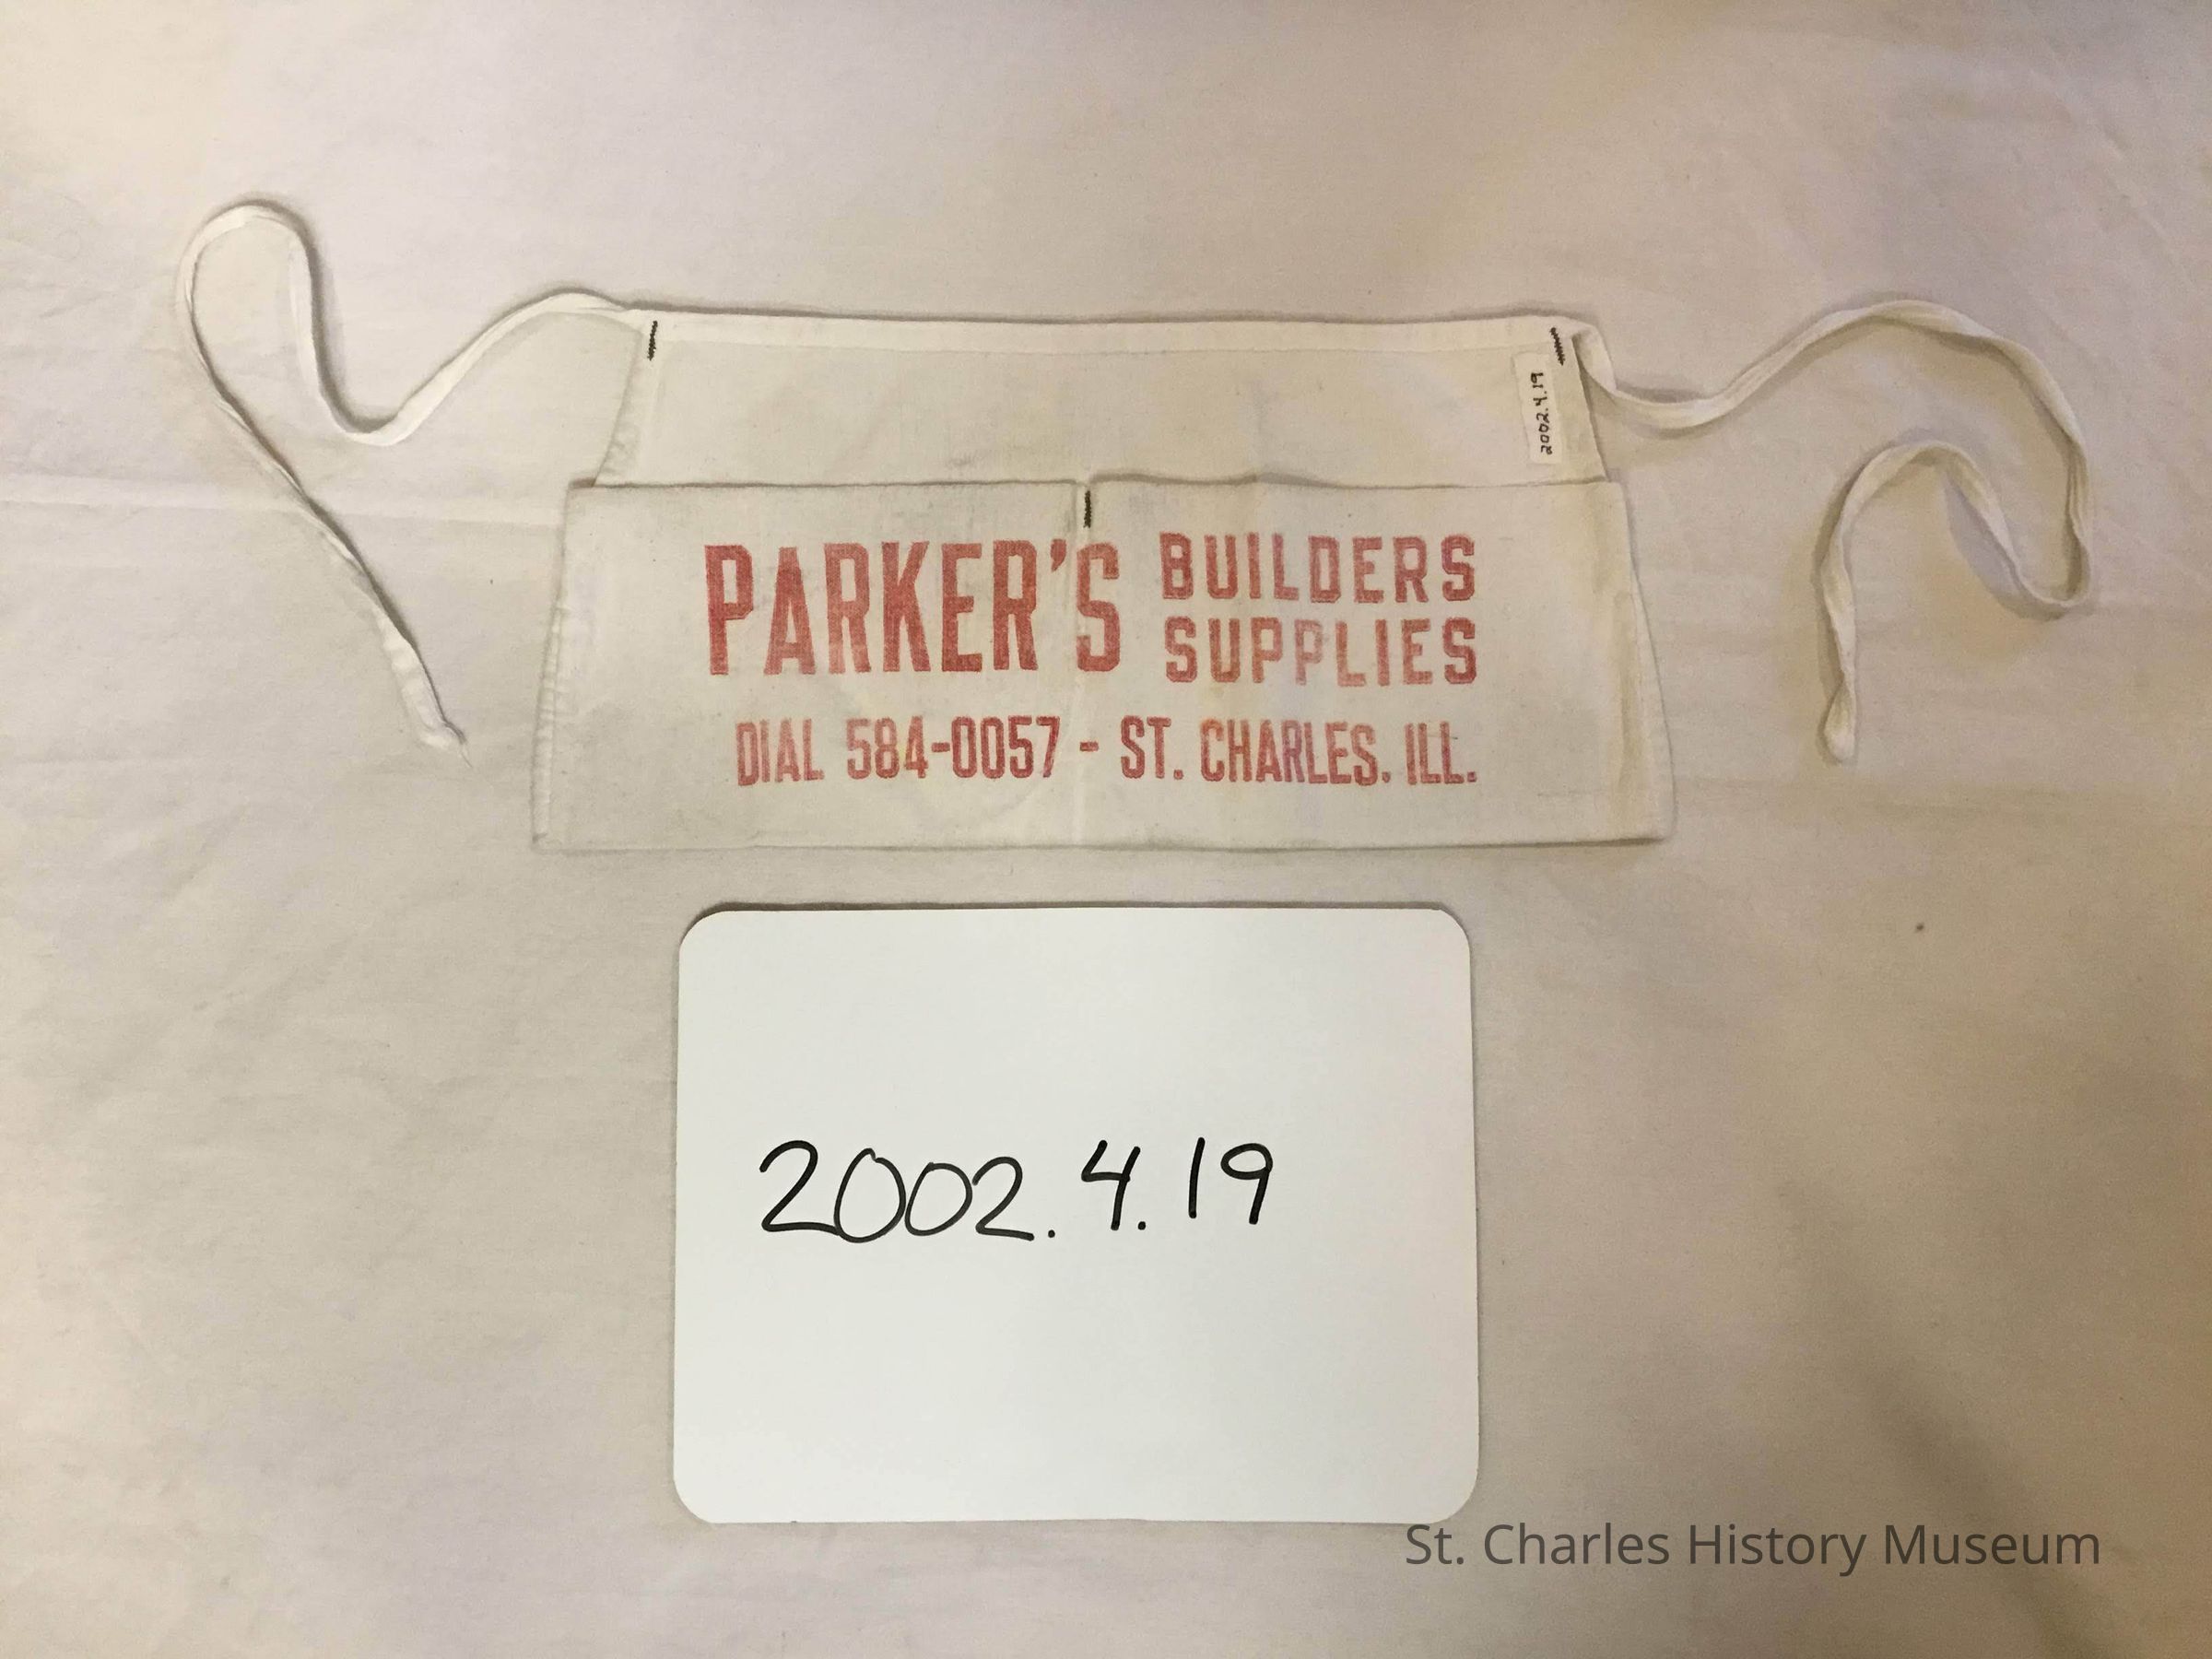 2002.4.19
PARKER'S BUILDERS SUPPLIES
DIAL 584-0057 - ST. CHARLES. ILL.
2002.4.19
St. Charles History Museum